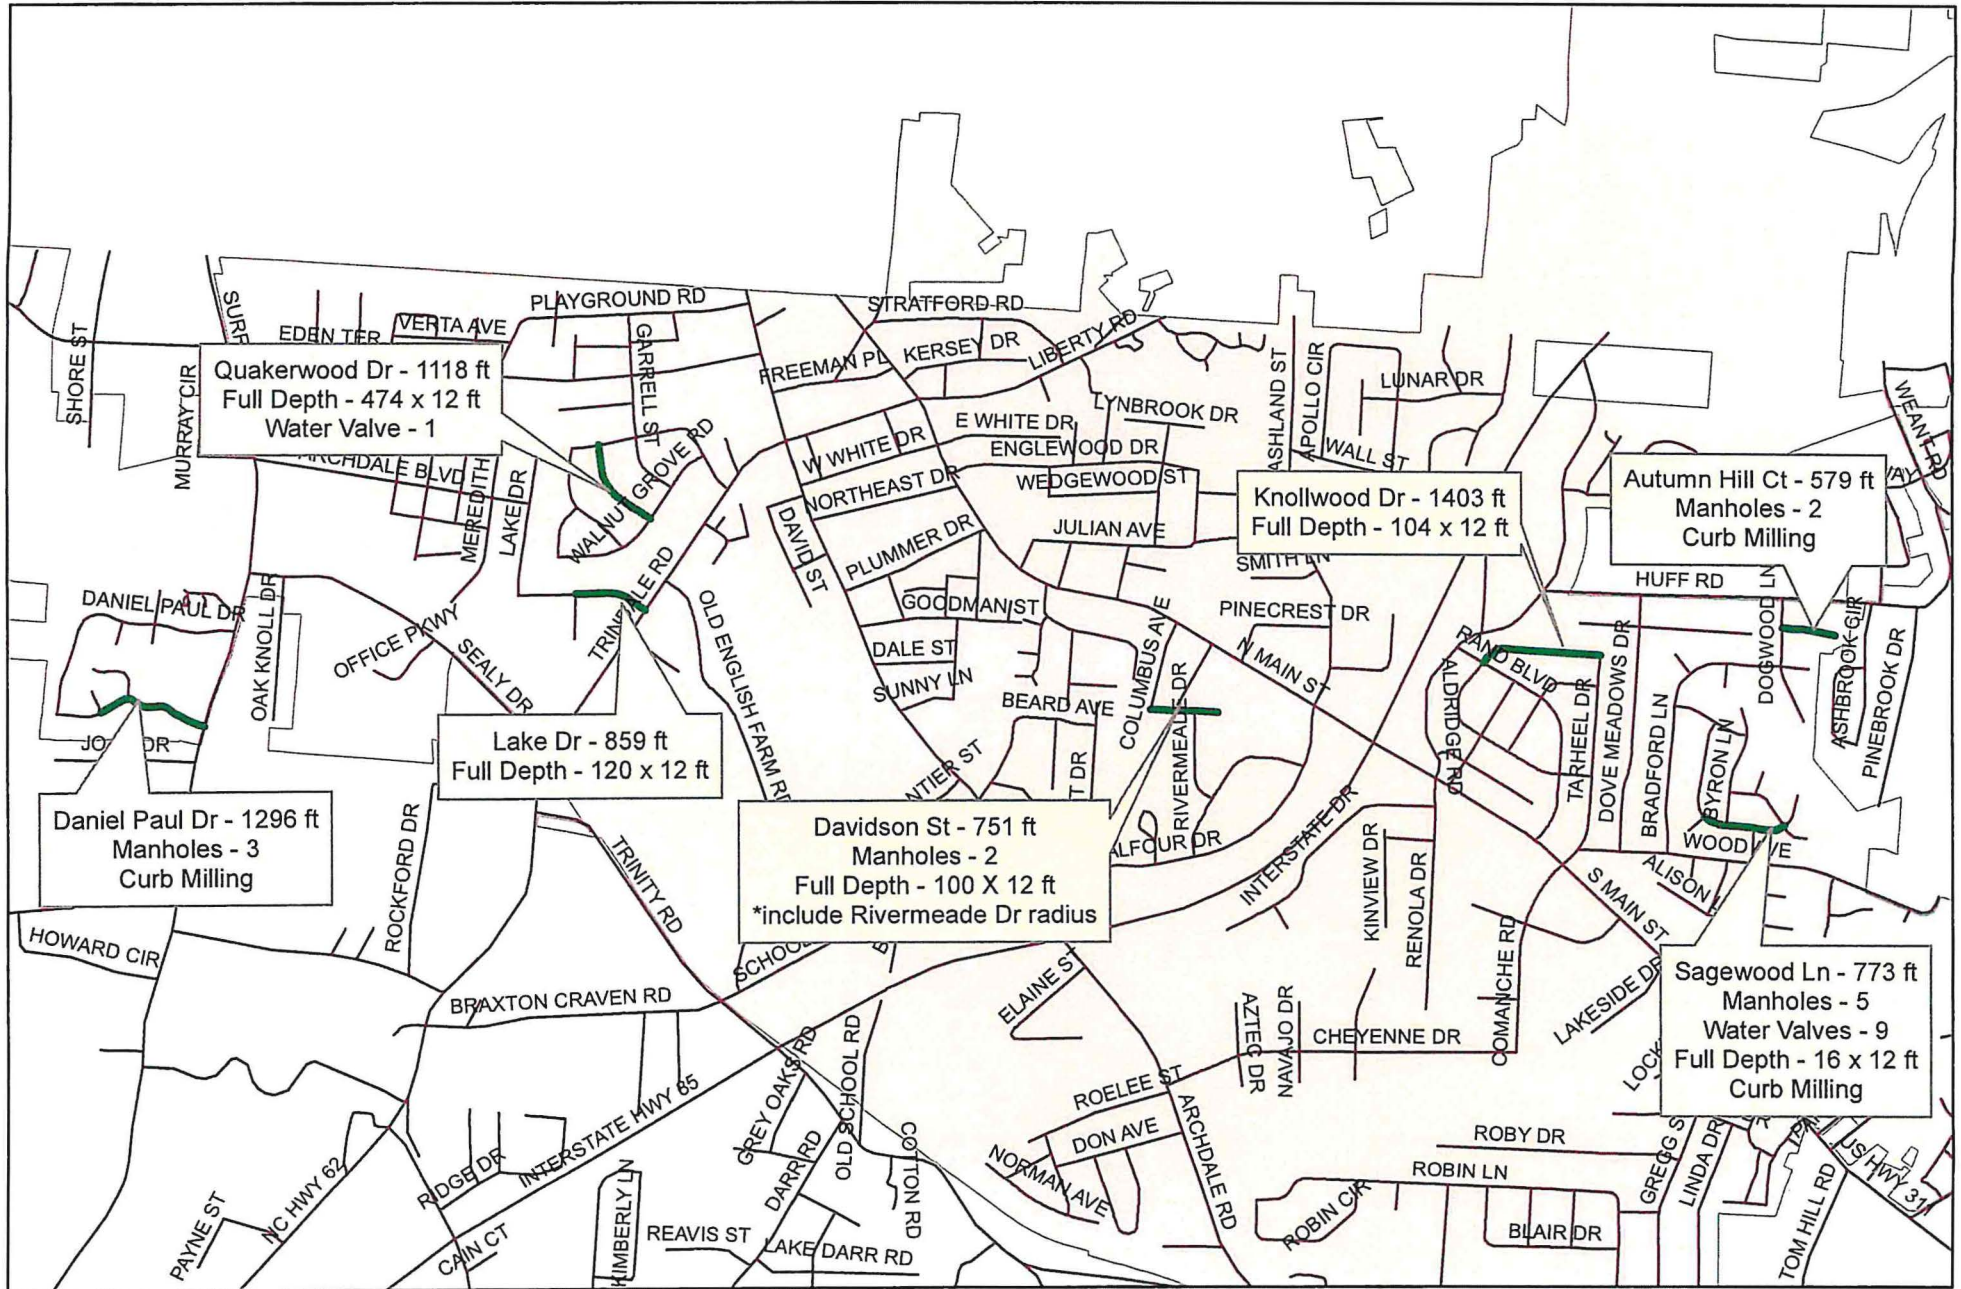 PLAYGROUND RD
STRATFORD RD
EDEN TER
VERTA AVE
SHORE ST
GARRELL ST
FREEMAN PL
KERSEY DR
LIBERTY RD
ASHLAND ST
APOLLO CIR
LUNAR DR
WEANT RD
MURRAY CIR
Quakerwood Dr - 1118 ft
Full Depth - 474 x 12 ft
Water Valve - 1
ARCHDALE BLVD
MEREDITH
LAKE DR
WALNUT GROVE RD
W WHITE DR
E WHITE DR
LYNBROOK DR
ENGLEWOOD DR
WEDGEWOOD ST
NORTHEAST DR
WALL ST
DAVID ST
PLUMMER DR
JULIAN AVE
SMITH LN
Knollwood Dr - 1403 ft
Full Depth - 104 x 12 ft
Autumn Hill Ct - 579 ft
Manholes - 2
Curb Milling
HUFF RD
DANIEL PAUL DR
OAK KNOLL DR
OFFICE PKWY
SEALY DR
OLD ENGLISH FARM RD
GOODMAN ST
DALE ST
SUNNY LN
BEARD AVE
COLUMBUS AVE
RIVERMEADE DR
PINECREST DR
N MAIN ST
RAND BLVD
ALDRIDGE RD
TARHEEL DR
DOVE MEADOWS DR
BRADFORD LN
BYRON LN
DOGWOOD LN
ASHBROOK CIR
PINEBROOK DR
Lake Dr - 859 ft
Full Depth - 120 x 12 ft
Daniel Paul Dr - 1296 ft
Manholes - 3
Curb Milling
Davidson St - 751 ft
Manholes - 2
Full Depth - 100 X 12 ft
*include Rivermeade Dr radius
WOOD AVE
ALISON
S MAIN ST
INTERSTATE DR
KINVIEW DR
RENOLA DR
COMANCHE RD
LAKESIDE DR
Sagewood Ln - 773 ft
Manholes - 5
Water Valves - 9
Full Depth - 16 x 12 ft
Curb Milling
ROCKFORD DR
TRINITY RD
HOWARD CIR
BRAXTON CRAVEN RD
ELAINE ST
AZTEC DR
NAVAJO DR
CHEYENNE DR
GREY OAKS RD
OLD SCHOOL RD
INTERSTATE HWY 85
ROELEE ST
DON AVE
NORMAN AVE
ARCHDALE RD
ROBY DR
ROBIN LN
ROBIN CIR
BLAIR DR
GREGG S
LINDA DR
TOM HILL RD
US HWY 311
NC HWY 62
PAYNE ST
RIDGE DR
CAIN CT
KIMBERLY LN
REAVIS ST
DARR RD
LAKE DARR RD
COTTON RD